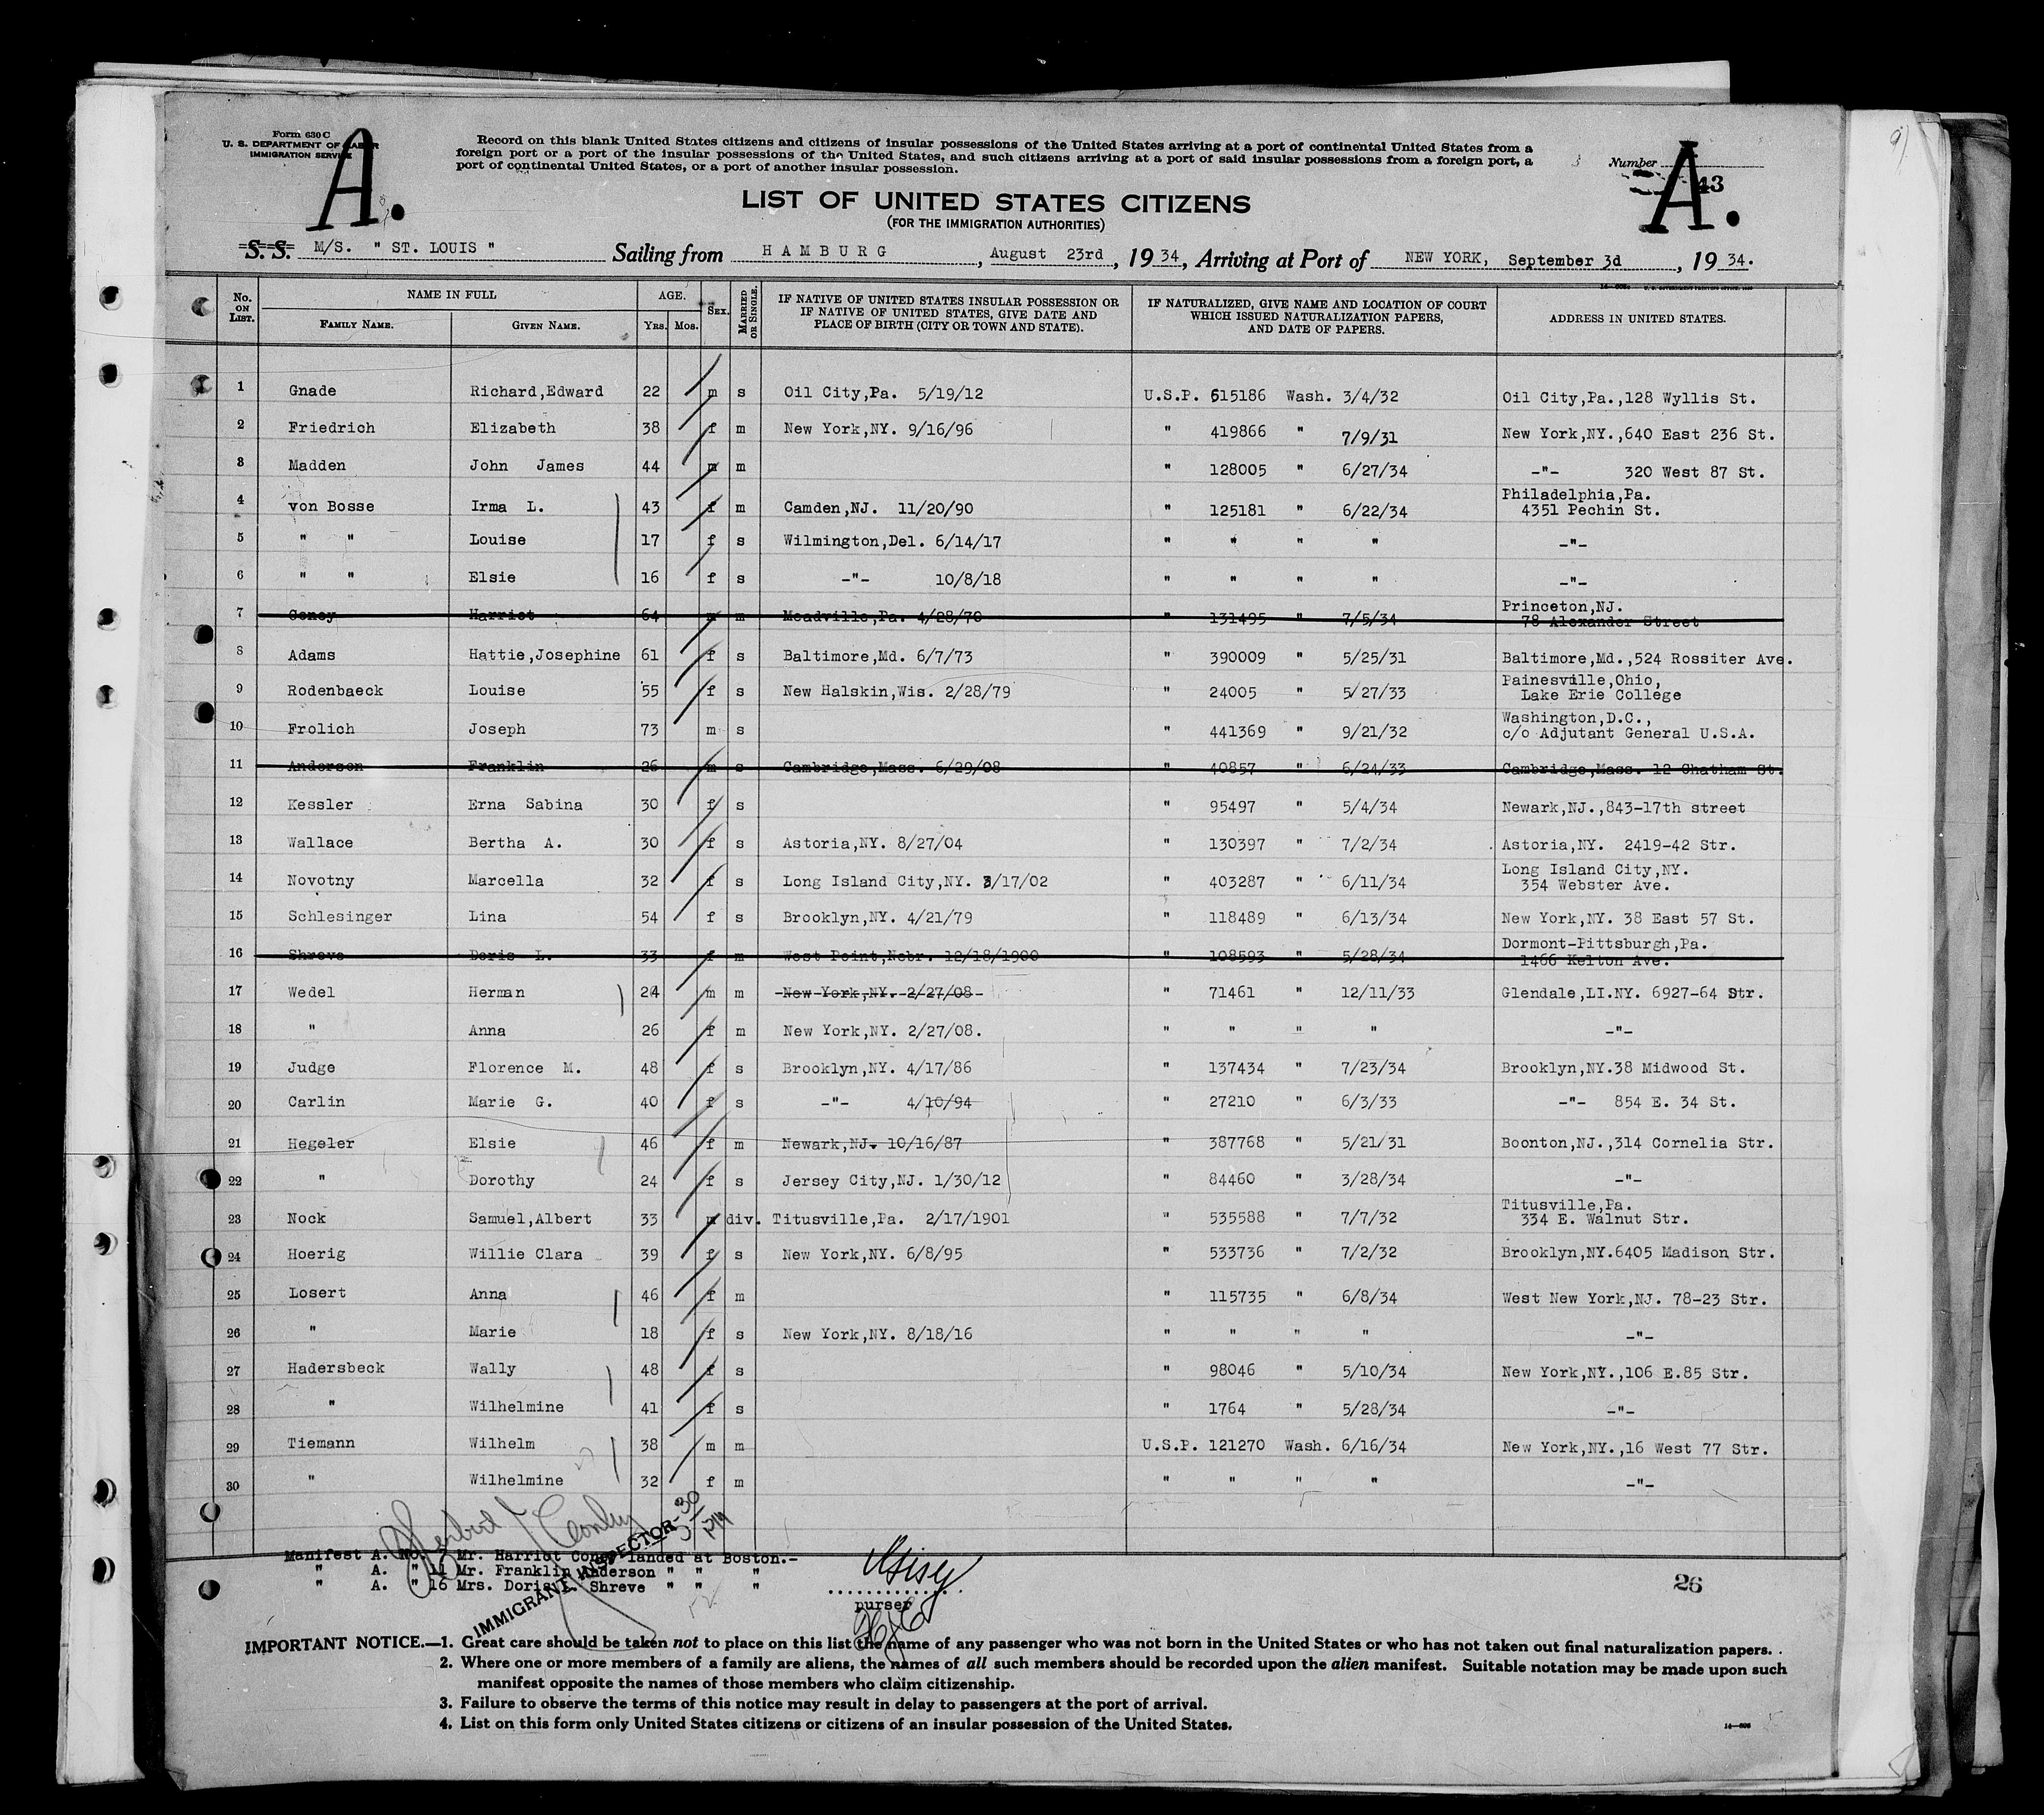 Form 630 C
U. S. DEPARTMENT OF LABOR
IMMIGRATION SERVICE
A.
Record on this blank United States citizens and citizens of insular possessions of the United States arriving at a port of continental United States from a
foreign port or a port of the insular possessions of the United States, and such citizens arriving at a port of said insular possessions from a foreign port, a
port of continental United States, or a port of another insular possession.
Number
A. 43
LIST OF UNITED STATES CITIZENS
(FOR THE IMMIGRATION AUTHORITIES)
S. S. M/S. " ST. LOUIS " Sailing from HAMBURG, August 23rd, 1934, Arriving at Port of NEW YORK, September 3d, 1934.
No. ON LIST. NAME IN FULL FAMILY NAME. GIVEN NAME. AGE. Yrs. Mos. SEX. MARRIED OR SINGLE. IF NATIVE OF UNITED STATES INSULAR POSSESSION OR IF NATIVE OF UNITED STATES, GIVE DATE AND PLACE OF BIRTH (CITY OR TOWN AND STATE). IF NATURALIZED, GIVE NAME AND LOCATION OF COURT WHICH ISSUED NATURALIZATION PAPERS, AND DATE OF PAPERS. ADDRESS IN UNITED STATES.
1 Gnade Richard,Edward 22 m s Oil City,Pa. 5/19/12 U.S.P. 615186 Wash. 3/4/32 Oil City,Pa.,128 Wyllis St.
2 Friedrich Elizabeth 38 f m New York,NY. 9/16/96 " 419866 " 7/9/31 New York,NY.,640 East 236 St.
3 Madden John James 44 m m " 128005 " 6/27/34 -"- 320 West 87 St.
4 von Bosse Irma L. 43 f m Camden,NJ. 11/20/90 " 125181 " 6/22/34 Philadelphia,Pa. 4351 Pechin St.
5 " " Louise 17 f s Wilmington,Del. 6/14/17 " " " " -"-
6 " " Elsie 16 f s -"- 10/8/18 " " " " -"-
7 Coney Harriet 64 m m Meadville,Pa. 4/28/70 " 131495 " 7/5/34 Princeton,NJ. 78 Alexander Street
8 Adams Hattie,Josephine 61 f s Baltimore,Md. 6/7/73 " 390009 " 5/25/31 Baltimore,Md.,524 Rossiter Ave.
9 Rodenbaeck Louise 55 f s New Halskin,Wis. 2/28/79 " 24005 " 5/27/33 Painesville,Ohio, Lake Erie College
10 Frolich Joseph 73 m s " 441369 " 9/21/32 Washington,D.C., c/o Adjutant General U.S.A.
11 Anderson Franklin 26 m s Cambridge,Mass. 6/29/08 " 40857 " 6/24/33 Cambridge,Mass. 12 Chatham St.
12 Kessler Erna Sabina 30 f s " 95497 " 5/4/34 Newark,NJ.,843-17th street
13 Wallace Bertha A. 30 f s Astoria,NY. 8/27/04 " 130397 " 7/2/34 Astoria,NY. 2419-42 Str.
14 Novotny Marcella 32 f s Long Island City,NY. 3/17/02 " 403287 " 6/11/34 Long Island City,NY. 354 Webster Ave.
15 Schlesinger Lina 54 f s Brooklyn,NY. 4/21/79 " 118489 " 6/13/34 New York,NY. 38 East 57 St.
16 Shreve Doris L. 33 f m West Point,Nebr. 12/18/1900 " 108593 " 5/28/34 Dormont-Pittsburgh,Pa. 1466 Kelton Ave.
17 Wedel Herman 24 m m New York,NY. 2/27/08 " 71461 " 12/11/33 Glendale,LI.NY. 6927-64 Str.
18 " Anna 26 f m New York,NY. 2/27/08. " " " " -"-
19 Judge Florence M. 48 f s Brooklyn,NY. 4/17/86 " 137434 " 7/23/34 Brooklyn,NY.38 Midwood St.
20 Carlin Marie G. 40 f s -"- 4/10/94 " 27210 " 6/3/33 -"- 854 E. 34 St.
21 Hegeler Elsie 46 f m Newark,NJ. 10/16/87 " 387768 " 5/21/31 Boonton,NJ.,314 Cornelia Str.
22 " Dorothy 24 f s Jersey City,NJ. 1/30/12 " 84460 " 3/28/34 -"-
23 Nock Samuel,Albert 33 m div. Titusville,Pa. 2/17/1901 " 535588 " 7/7/32 Titusville,Pa. 334 E. Walnut Str.
24 Hoerig Willie Clara 39 f s New York,NY. 6/8/95 " 533736 " 7/2/32 Brooklyn,NY.6405 Madison Str.
25 Losert Anna 46 f m " 115735 " 6/8/34 West New York,NJ. 78-23 Str.
26 " Marie 18 f s New York,NY. 8/18/16 " " " " -"-
27 Hadersbeck Wally 48 f s " 98046 " 5/10/34 New York,NY.,106 E.85 Str.
28 " Wilhelmine 41 f s " 1764 " 5/28/34 -"-
29 Tiemann Wilhelm 38 m m U.S.P. 121270 Wash. 6/16/34 New York,NY.,16 West 77 Str.
30 " Wilhelmine 32 f m " " " " -"-
Manifest A. No. 7 Mr. Harriet Coney landed at Boston.-
" A. " 11 Mr. Franklin Anderson " " "
" A. " 16 Mrs. Doris L. Shreve " " "
IMMIGRANT INSPECTOR
purser
26
IMPORTANT NOTICE.—1. Great care should be taken not to place on this list the name of any passenger who was not born in the United States or who has not taken out final naturalization papers.
2. Where one or more members of a family are aliens, the names of all such members should be recorded upon the alien manifest. Suitable notation may be made upon such
manifest opposite the names of those members who claim citizenship.
3. Failure to observe the terms of this notice may result in delay to passengers at the port of arrival.
4. List on this form only United States citizens or citizens of an insular possession of the United States.